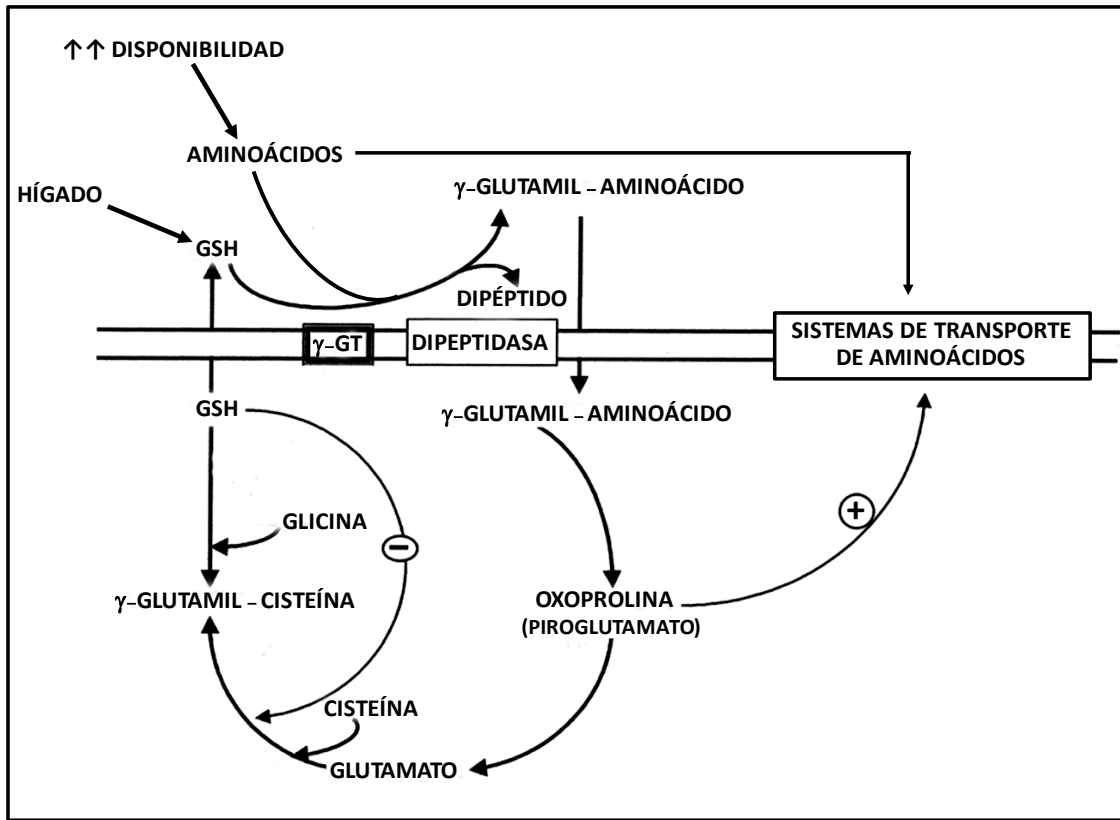 ↑↑ DISPONIBILIDAD
AMINOÁCIDOS
HÍGADO
γ–GLUTAMIL – AMINOÁCIDO
GSH
DIPÉPTIDO
γ–GT
DIPEPTIDASA
SISTEMAS DE TRANSPORTE
DE AMINOÁCIDOS
GSH
γ–GLUTAMIL – AMINOÁCIDO
+
GLICINA
–
γ–GLUTAMIL – CISTEÍNA
OXOPROLINA
(PIROGLUTAMATO)
CISTEÍNA
GLUTAMATO